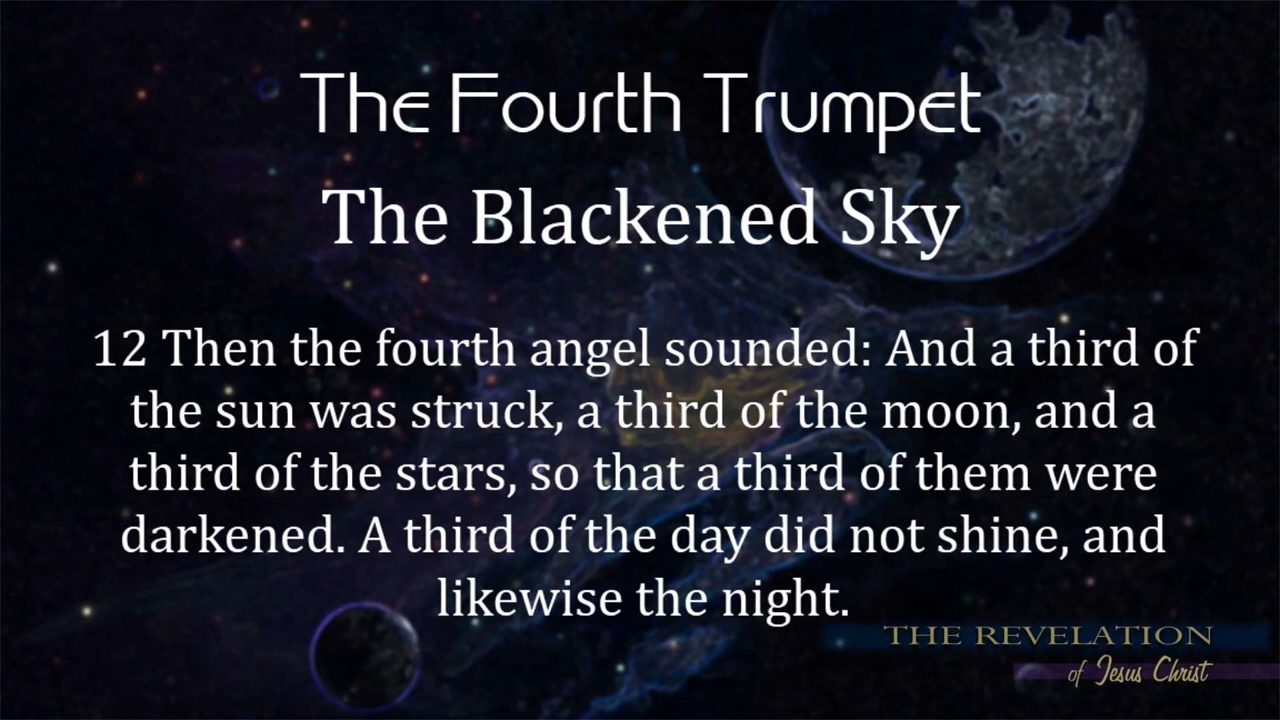 The Fourth Trumpet
The Blackened Sky
12 Then the fourth angel sounded: And a third of
the sun was struck, a third of the moon, and a
third of the stars, so that a third of them were
darkened. A third of the day did not shine, and
likewise the night.
THE REVELATION
of Jesus Christ